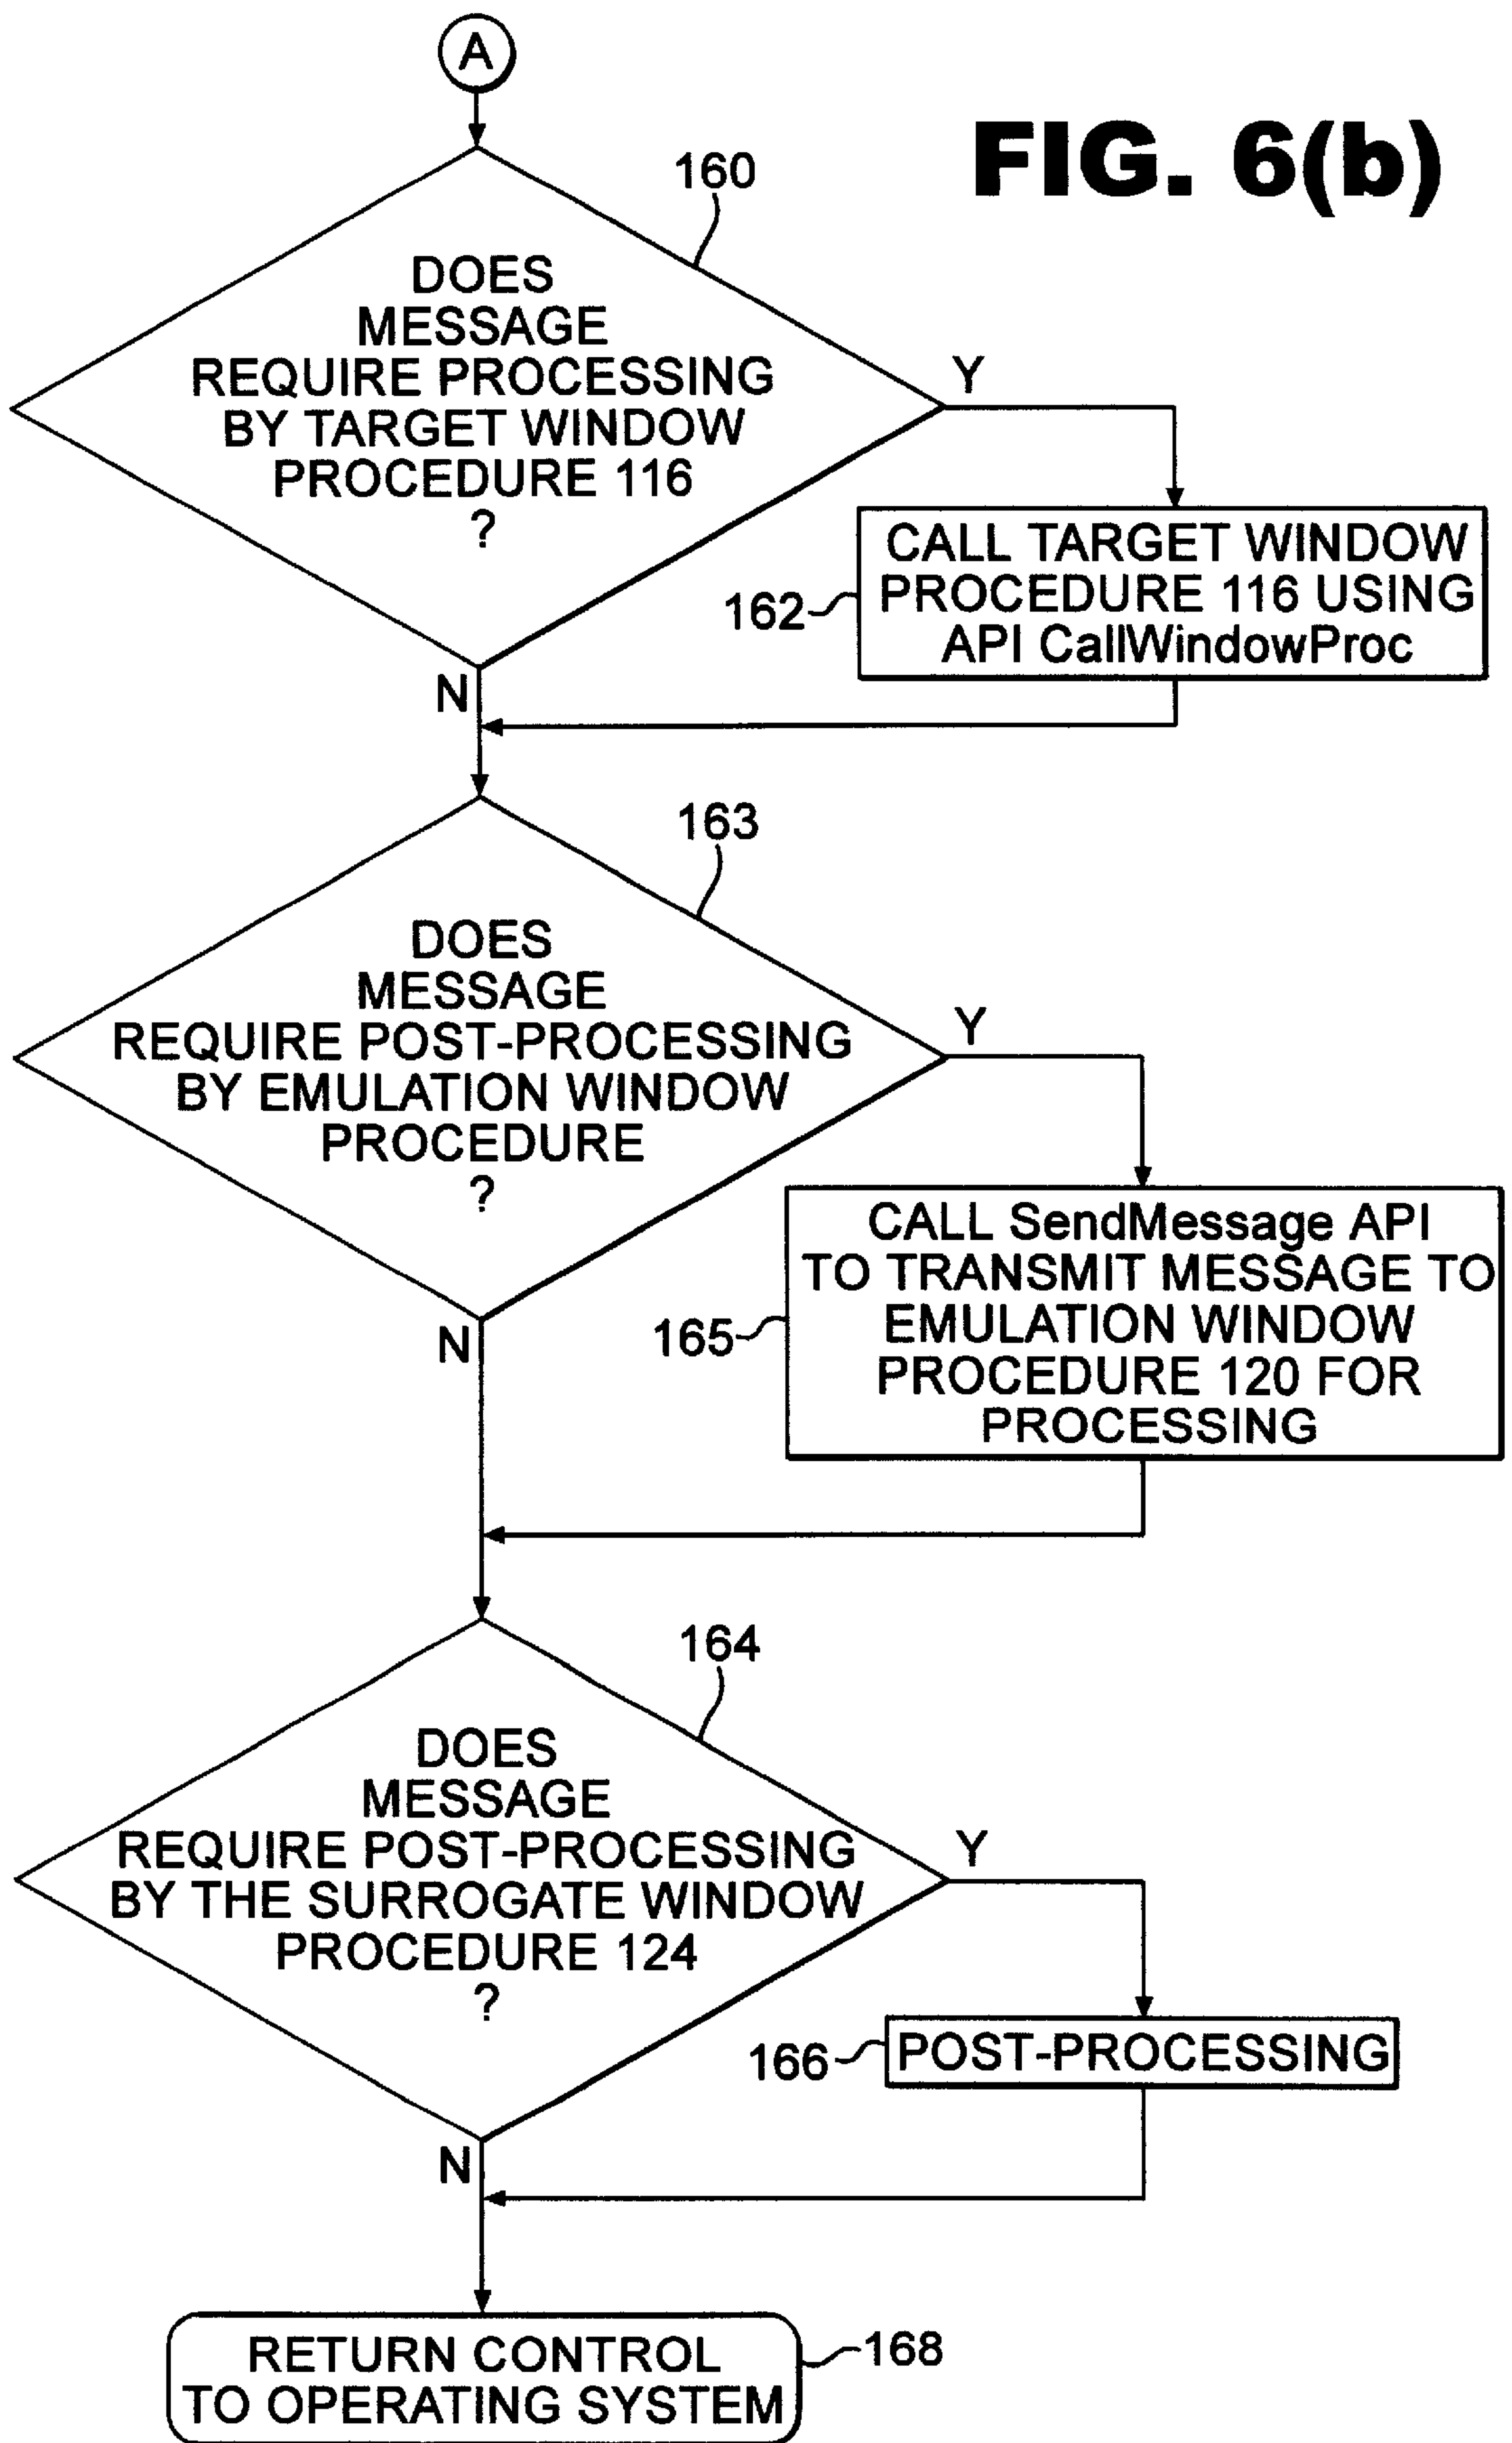 A
FIG. 6(b)
160
DOES
MESSAGE
REQUIRE PROCESSING
BY TARGET WINDOW
PROCEDURE 116
?
Y
N
162
CALL TARGET WINDOW
PROCEDURE 116 USING
API CallWindowProc
163
DOES
MESSAGE
REQUIRE POST-PROCESSING
BY EMULATION WINDOW
PROCEDURE
?
Y
N
165
CALL SendMessage API
TO TRANSMIT MESSAGE TO
EMULATION WINDOW
PROCEDURE 120 FOR
PROCESSING
164
DOES
MESSAGE
REQUIRE POST-PROCESSING
BY THE SURROGATE WINDOW
PROCEDURE 124
?
Y
N
166
POST-PROCESSING
RETURN CONTROL
TO OPERATING SYSTEM
168